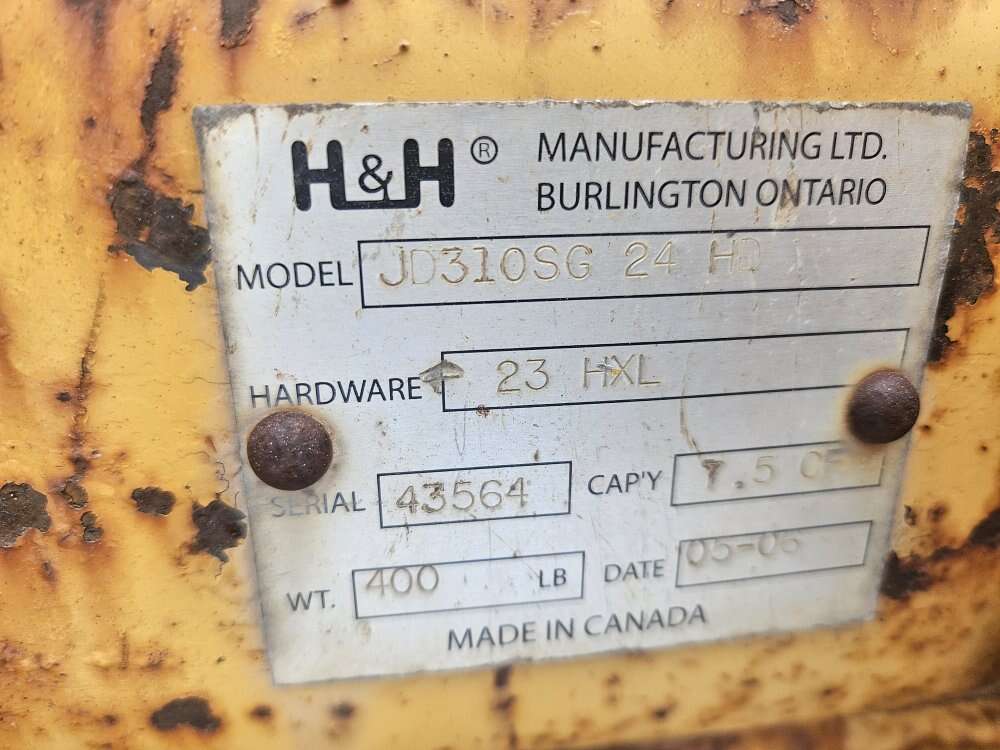 H&H® MANUFACTURING LTD.
BURLINGTON ONTARIO
MODEL JD310SG 24 HD
HARDWARE 23 HXL
SERIAL 43564 CAP'Y 7.5 CF
WT. 400 LB DATE 05-06
MADE IN CANADA